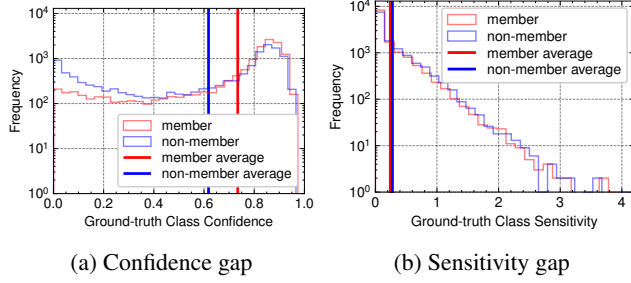 10^4
10^3
10^2
10^1
10^0
Frequency
member
non-member
member average
non-member average
0.0 0.2 0.4 0.6 0.8 1.0
Ground-truth Class Confidence
(a) Confidence gap
10^4
10^3
10^2
10^1
10^0
Frequency
member
non-member
member average
non-member average
0 1 2 3 4
Ground-truth Class Sensitivity
(b) Sensitivity gap